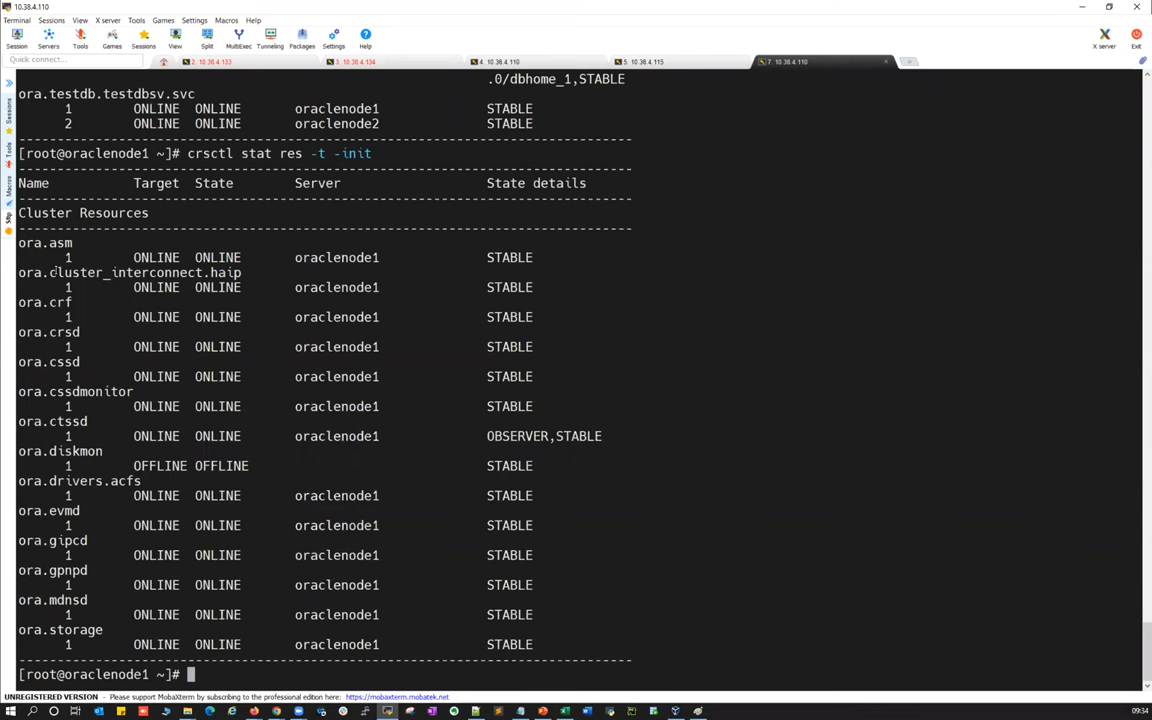 10.38.4.110
Terminal Sessions View X server Tools Games Settings Macros Help
Session Servers Tools Games Sessions View Split MultiExec Tunneling Packages Settings Help X server Exit
Quick connect... 2. 10.38.4.133 3. 10.38.4.134 4. 10.38.4.110 5. 10.38.4.115 7. 10.38.4.110
Sessions
Tools
Macros
Sftp
.0/dbhome_1,STABLE
ora.testdb.testdbsv.svc
1 ONLINE ONLINE oraclenode1 STABLE
2 ONLINE ONLINE oraclenode2 STABLE
--------------------------------------------------------------------------------
[root@oraclenode1 ~]# crsctl stat res -t -init
--------------------------------------------------------------------------------
Name Target State Server State details
--------------------------------------------------------------------------------
Cluster Resources
--------------------------------------------------------------------------------
ora.asm
1 ONLINE ONLINE oraclenode1 STABLE
ora.cluster_interconnect.haip
1 ONLINE ONLINE oraclenode1 STABLE
ora.crf
1 ONLINE ONLINE oraclenode1 STABLE
ora.crsd
1 ONLINE ONLINE oraclenode1 STABLE
ora.cssd
1 ONLINE ONLINE oraclenode1 STABLE
ora.cssdmonitor
1 ONLINE ONLINE oraclenode1 STABLE
ora.ctssd
1 ONLINE ONLINE oraclenode1 OBSERVER,STABLE
ora.diskmon
1 OFFLINE OFFLINE STABLE
ora.drivers.acfs
1 ONLINE ONLINE oraclenode1 STABLE
ora.evmd
1 ONLINE ONLINE oraclenode1 STABLE
ora.gipcd
1 ONLINE ONLINE oraclenode1 STABLE
ora.gpnpd
1 ONLINE ONLINE oraclenode1 STABLE
ora.mdnsd
1 ONLINE ONLINE oraclenode1 STABLE
ora.storage
1 ONLINE ONLINE oraclenode1 STABLE
--------------------------------------------------------------------------------
[root@oraclenode1 ~]#
UNREGISTERED VERSION - Please support MobaXterm by subscribing to the professional edition here: https://mobaxterm.mobatek.net
09:34